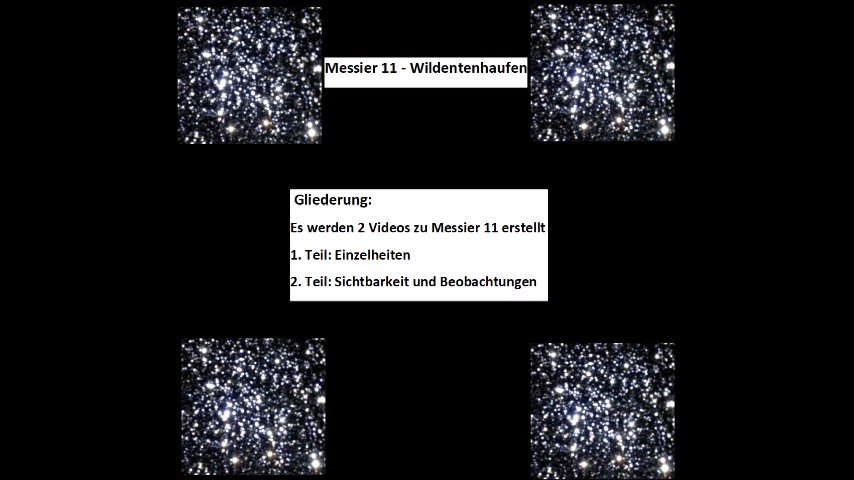 Messier 11 - Wildentenhaufen
Gliederung:
Es werden 2 Videos zu Messier 11 erstellt
1. Teil: Einzelheiten
2. Teil: Sichtbarkeit und Beobachtungen